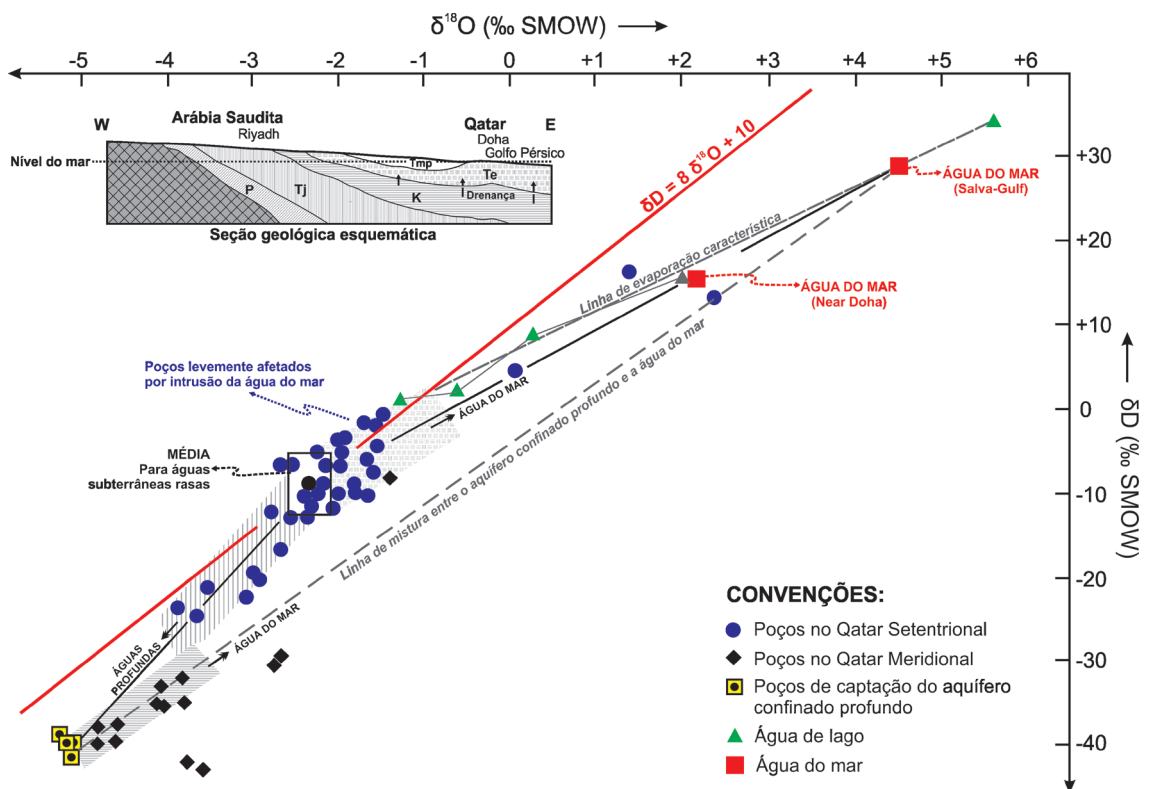 δ¹⁸O (‰ SMOW)
-5 -4 -3 -2 -1 0 +1 +2 +3 +4 +5 +6
Arábia Saudita
Riyadh
W
Qatar
Doha
Golfo Pérsico
E
Nível do mar
P
Tj
K
Tmp
Te
Drenança
Seção geológica esquemática
δD = 8 δ¹⁸O + 10
+30
+20
+10
0
-10
-20
-30
-40
δD (‰ SMOW)
ÁGUA DO MAR
(Salva-Gulf)
Linha de evaporação característica
ÁGUA DO MAR
(Near Doha)
Poços levemente afetados
por intrusão da água do mar
ÁGUA DO MAR
MÉDIA
Para águas
subterrâneas rasas
Linha de mistura entre o aquífero confinado profundo e a água do mar
ÁGUAS
PROFUNDAS
ÁGUA DO MAR
CONVENÇÕES:
Poços no Qatar Setentrional
Poços no Qatar Meridional
Poços de captação do aquífero
confinado profundo
Água de lago
Água do mar